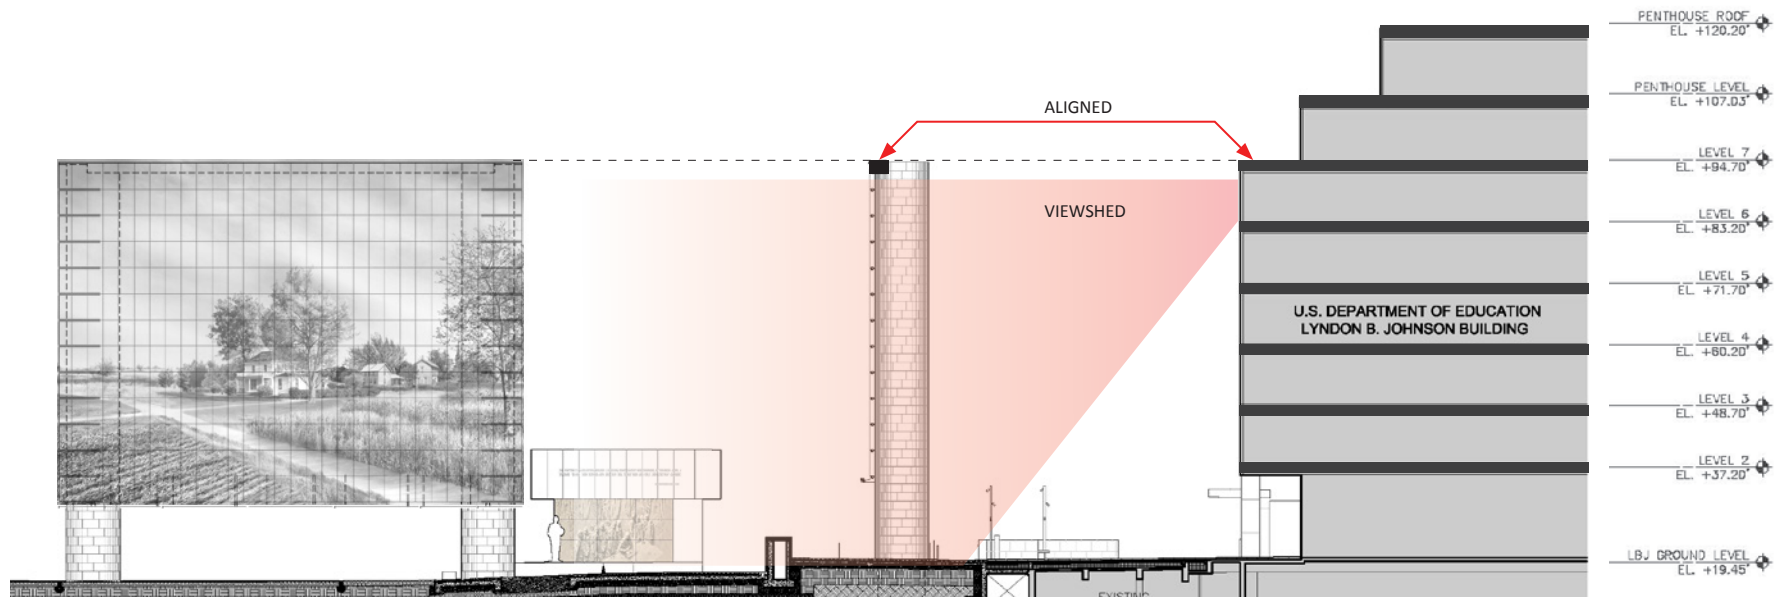 PENTHOUSE ROOF
EL. +120.20'
PENTHOUSE LEVEL
EL. +107.03'
ALIGNED
LEVEL 7
EL. +94.70'
VIEWSHED
LEVEL 6
EL. +83.20'
LEVEL 5
EL. +71.70'
U.S. DEPARTMENT OF EDUCATION
LYNDON B. JOHNSON BUILDING
LEVEL 4
EL. +60.20'
LEVEL 3
EL. +48.70'
LEVEL 2
EL. +37.20'
LBJ GROUND LEVEL
EL. +19.45'
EXISTING